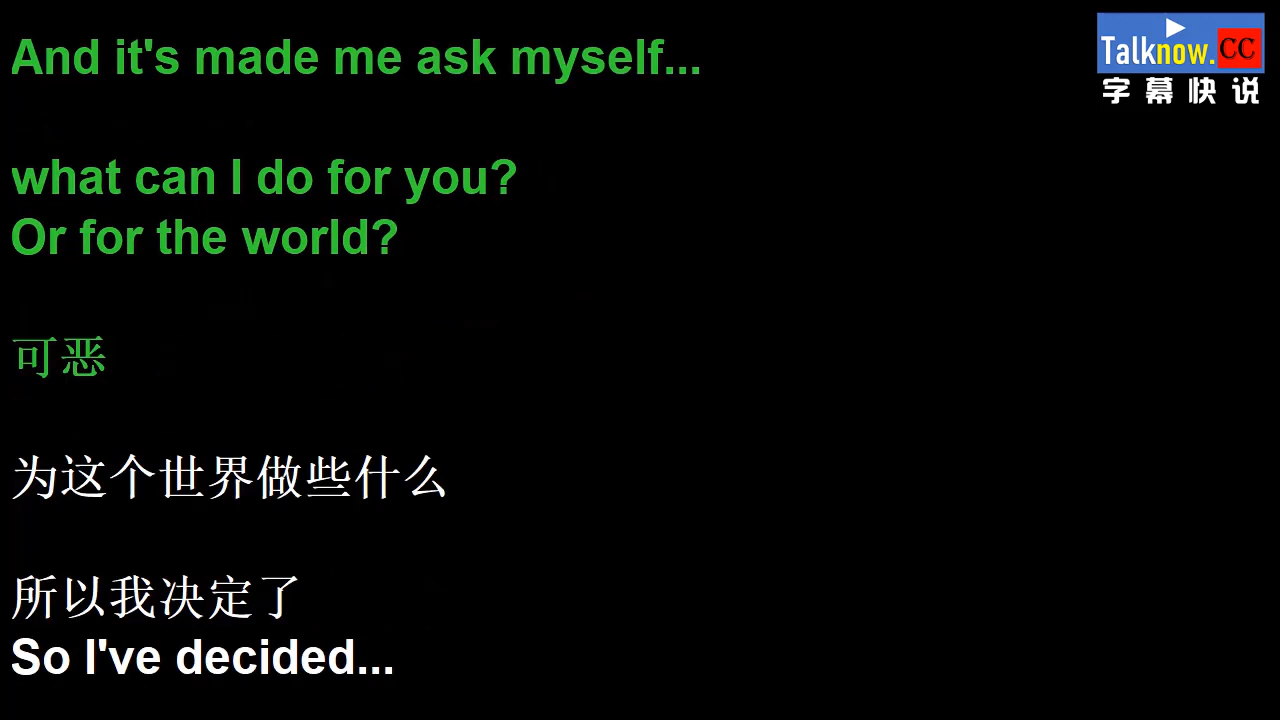 And it's made me ask myself...
Talknow.CC
字幕快说
what can I do for you?
Or for the world?
可恶
为这个世界做些什么
所以我决定了
So I've decided...